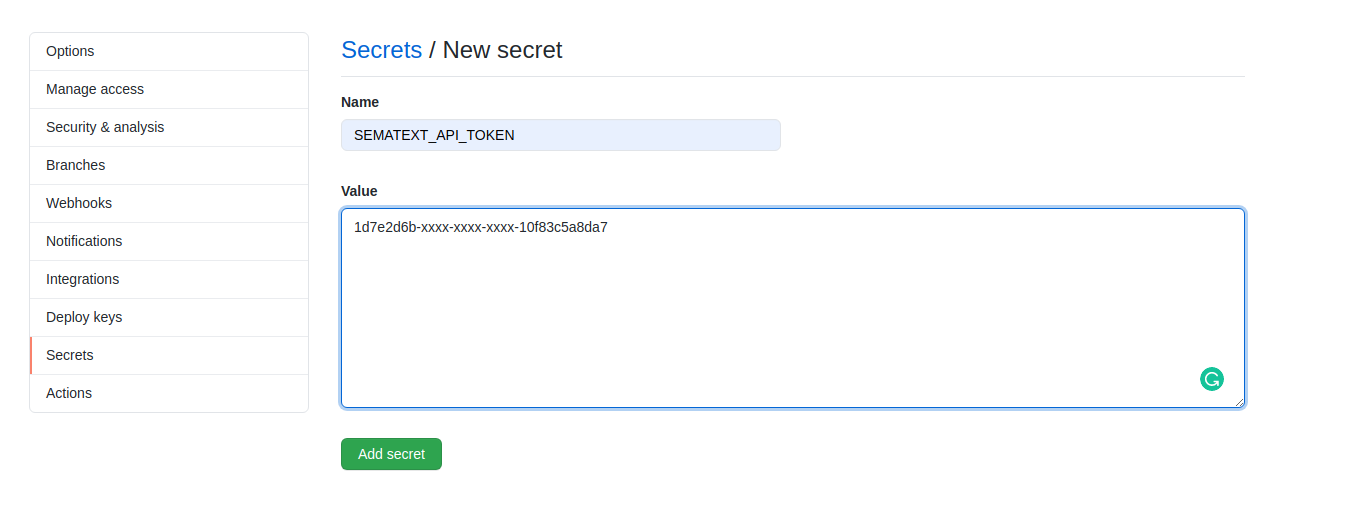 Options
Manage access
Security & analysis
Branches
Webhooks
Notifications
Integrations
Deploy keys
Secrets
Actions
Secrets / New secret
Name
SEMATEXT_API_TOKEN
Value
1d7e2d6b-xxxx-xxxx-xxxx-10f83c5a8da7
Add secret